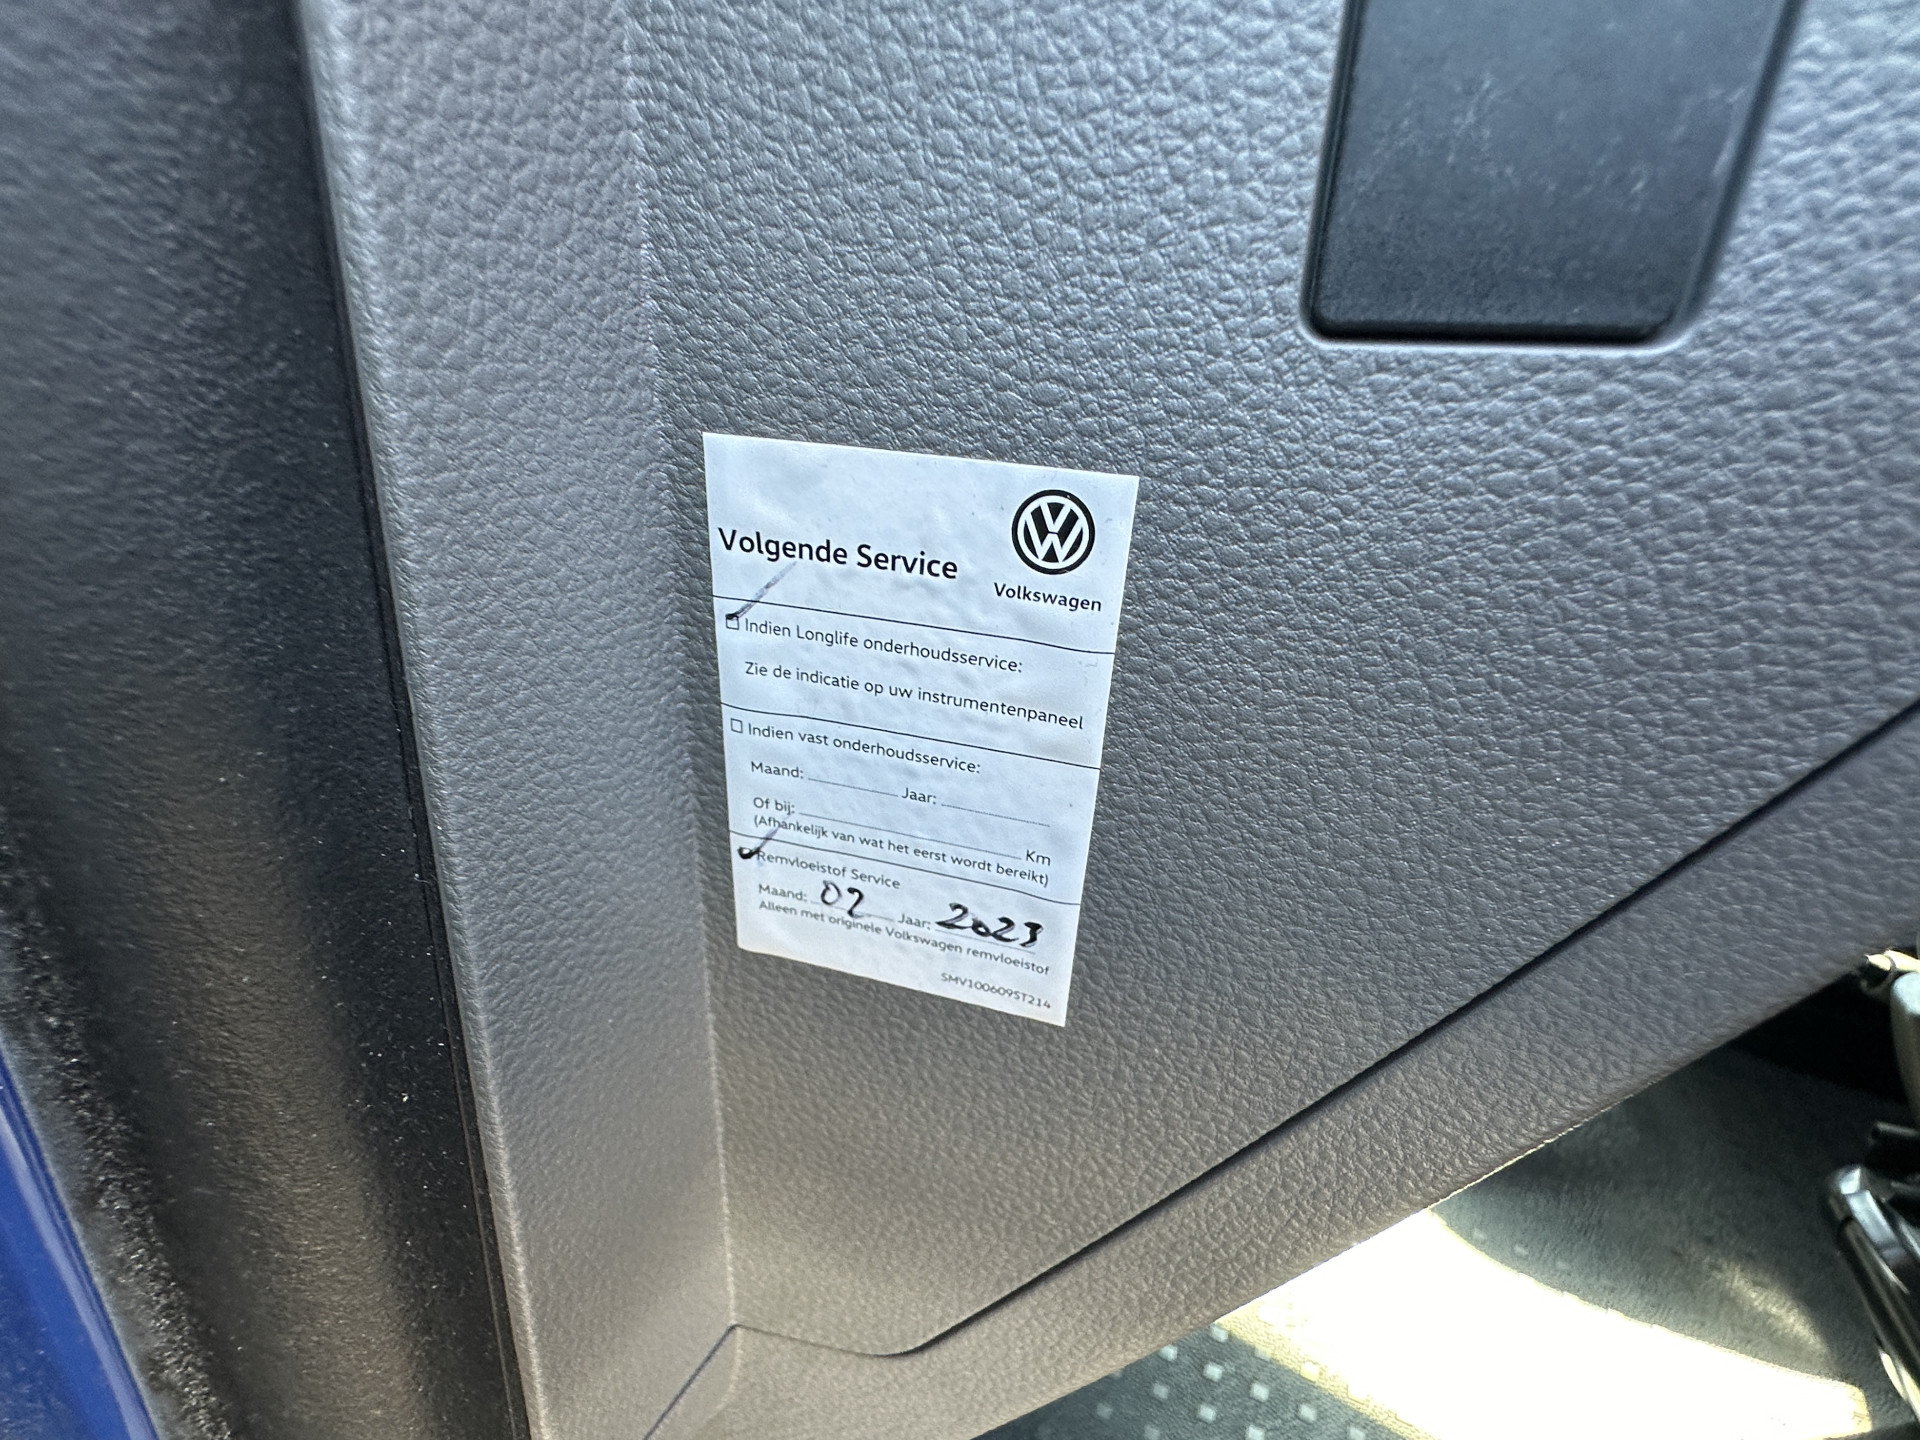 Volgende Service
Volkswagen
Indien Longlife onderhoudsservice:
Zie de indicatie op uw instrumentenpaneel
Indien vast onderhoudsservice:
Maand: Jaar:
Of bij: Km
(Afhankelijk van wat het eerst wordt bereikt)
Remvloeistof Service
Maand: 02 Jaar: 2023
Alleen met originele Volkswagen remvloeistof
SMV100609ST214